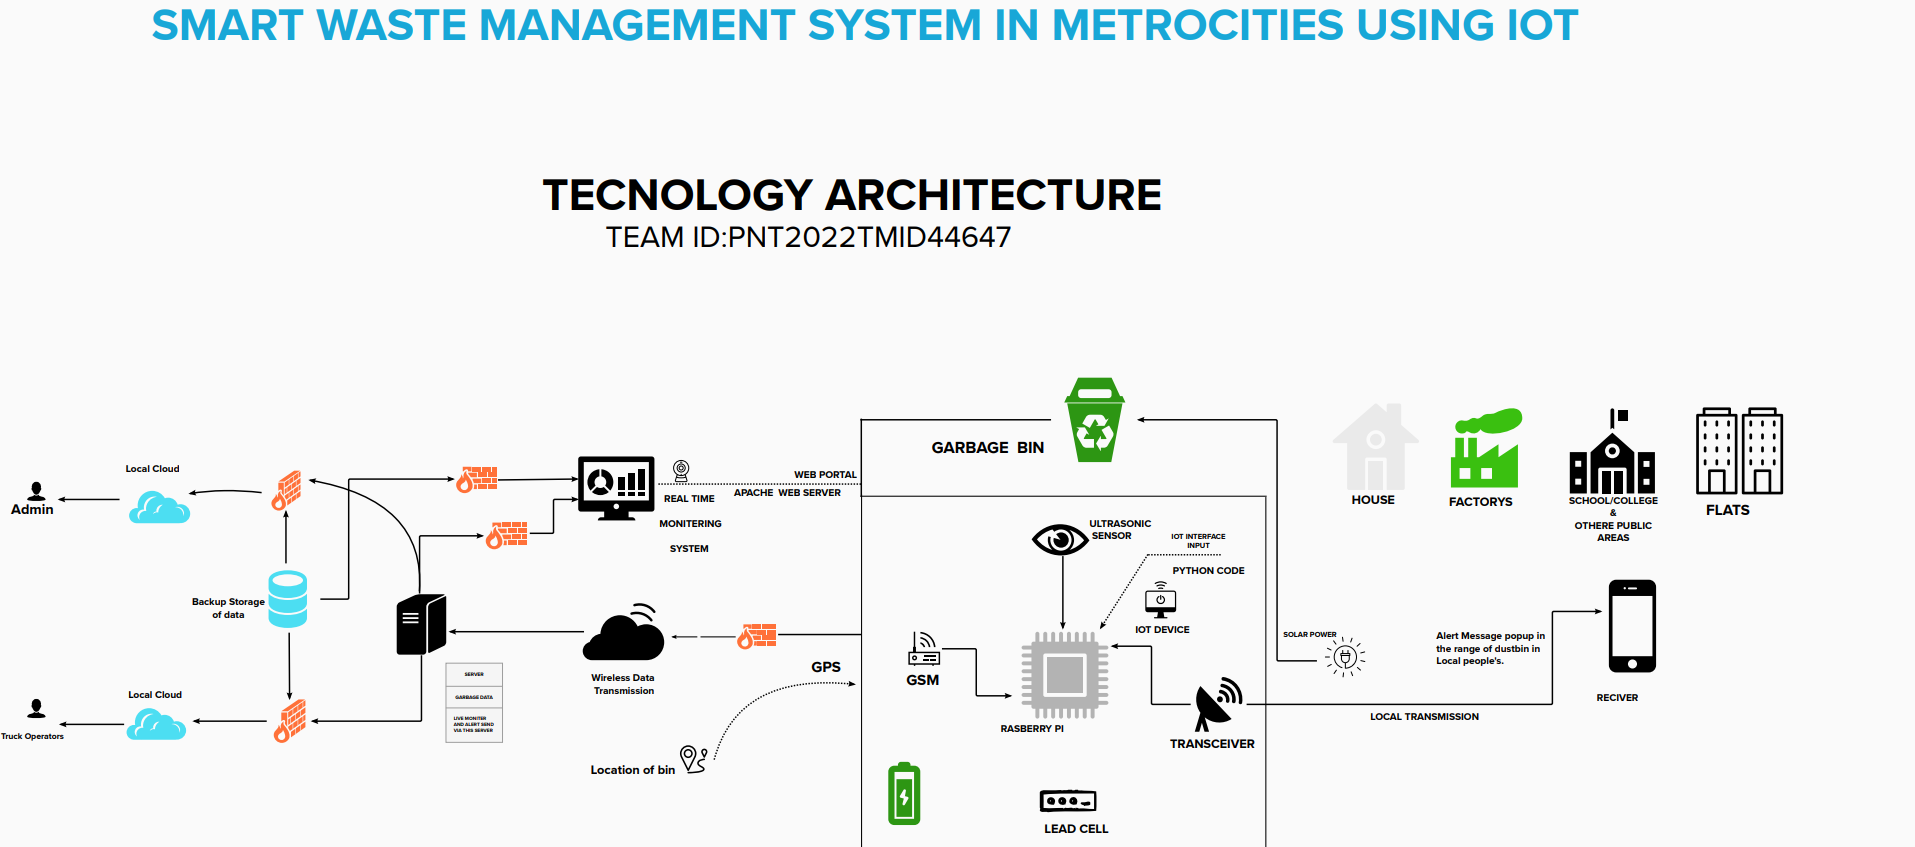 SMART WASTE MANAGEMENT SYSTEM IN METROCITIES USING IOT
TECNOLOGY ARCHITECTURE
TEAM ID:PNT2022TMID44647
GARBAGE BIN
HOUSE
FACTORYS
SCHOOL/COLLEGE
&
OTHERE PUBLIC
AREAS
FLATS
Local Cloud
Admin
WEB PORTAL
REAL TIME
APACHE WEB SERVER
MONITERING
SYSTEM
ULTRASONIC
SENSOR
IOT INTERFACE
INPUT
PYTHON CODE
IOT DEVICE
Backup Storage
of data
Wireless Data
Transmission
GPS
GSM
SOLAR POWER
Alert Message popup in
the range of dustbin in
Local people's.
RECIVER
SERVER
GARBAGE DATA
LIVE MONITER
AND ALERT SEND
VIA THIS SERVER
Local Cloud
Truck Operators
RASBERRY PI
LOCAL TRANSMISSION
TRANSCEIVER
Location of bin
LEAD CELL